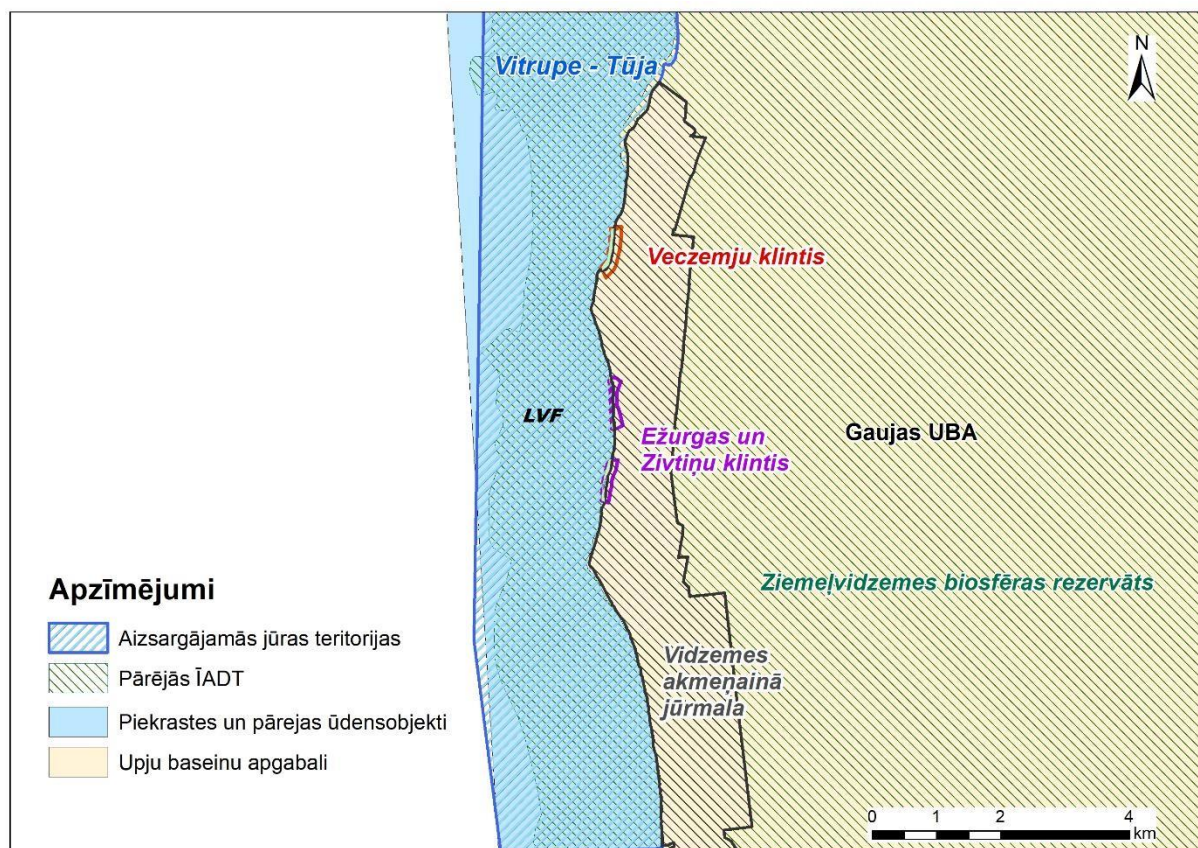 N
Vitrupe - Tūja
Veczemju klintis
LVF
Ežurgas un
Zivtiņu klintis
Gaujas UBA
Ziemeļvidzemes biosfēras rezervāts
Vidzemes
akmeņainā
jūrmala
Apzīmējumi
Aizsargājamās jūras teritorijas
Pārējās ĪADT
Piekrastes un pārejas ūdensobjekti
Upju baseinu apgabali
0 1 2 4
km